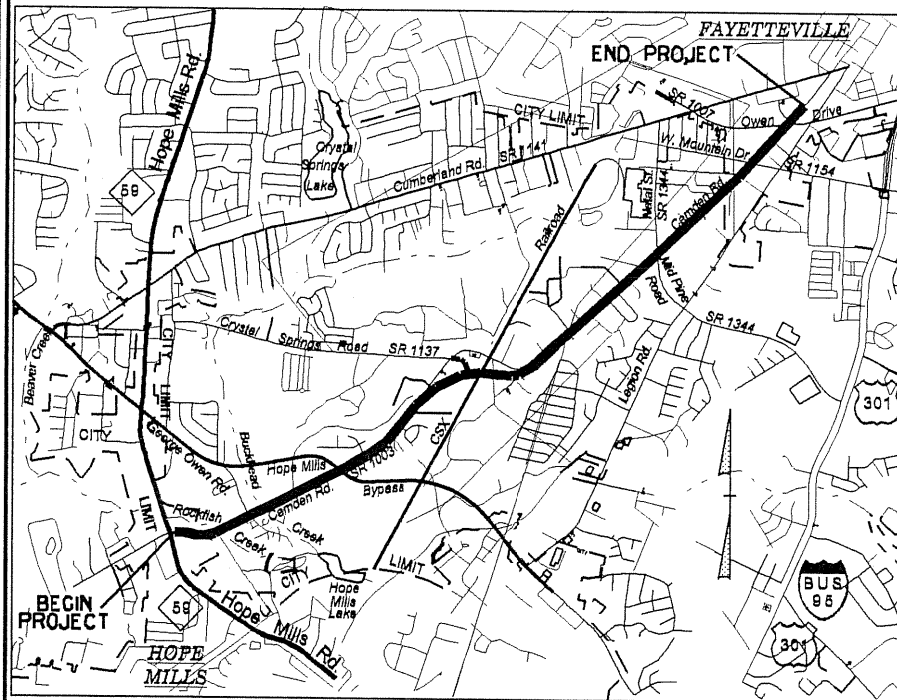 FAYETTEVILLE
END PROJECT
Hope Mills Rd.
59
Crystal
Springs
Lake
CITY LIMIT
SR 1007
Owen Drive
SR 1141
W. Mountain Dr.
Cumberland Rd.
SR 1154
Metal St.
SR 1344
Camden Rd.
Railroad
Mid Pine
Road
SR 1344
Beaver Creek
CITY
LIMIT
Crystal Springs Road SR 1137
Legion Rd.
301
CITY
LIMIT
George Owen Rd.
Buckhead
Hope Mills
Bypass
SR 1003
Camden Rd.
CSX
Rockfish
Creek
Creek
CITY
LIMIT
Hope
Mills
Lake
BEGIN
PROJECT
59
Hope Mills Rd.
HOPE
MILLS
BUS
95
301